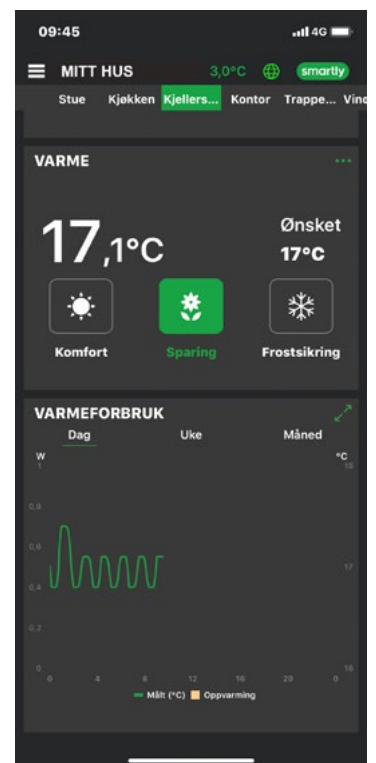 09:45 4G
MITT HUS 3,0°C smartly
Stue Kjøkken Kjellers... Kontor Trappe... Vind
VARME
17,1°C
Ønsket
17°C
Komfort Sparing Frostsikring
VARMEFORBRUK
Dag Uke Måned
W °C
1
0,8
0,6 17
0,4
0,2
0 16
0 4 8 12 16 20 0
Målt (°C) Oppvarming